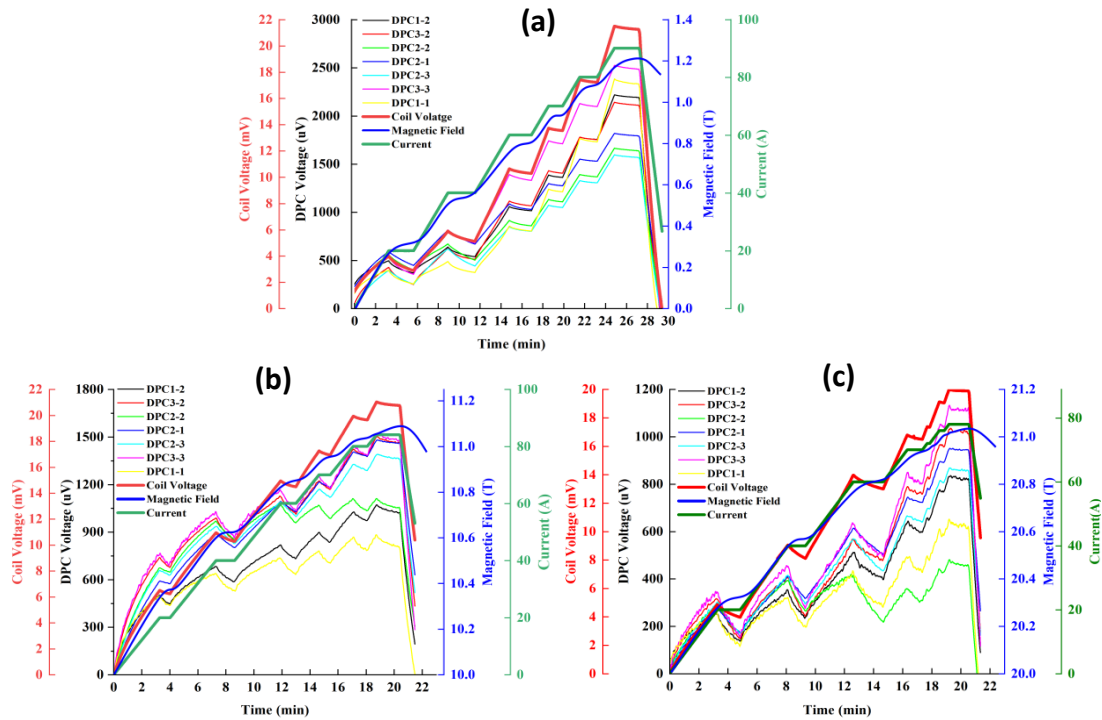 (a)
DPC1-2
DPC3-2
DPC2-2
DPC2-1
DPC2-3
DPC3-3
DPC1-1
Coil Volatge
Magnetic Field
Current
Coil Voltage (mV)
22
20
18
16
14
12
10
8
6
4
2
0
DPC Voltage (uV)
3000
2500
2000
1500
1000
500
0
Magnetic Field (T)
1.4
1.2
1.0
0.8
0.6
0.4
0.2
0.0
Current (A)
100
80
60
40
20
0
0 2 4 6 8 10 12 14 16 18 20 22 24 26 28 30
Time (min)
(b)
DPC1-2
DPC3-2
DPC2-2
DPC2-1
DPC2-3
DPC3-3
DPC1-1
Coil Voltage
Magnetic Field
Current
Coil Voltage (mV)
22
20
18
16
14
12
10
8
6
4
2
0
DPC Voltage (uV)
1800
1500
1200
900
600
300
0
Magnetic Field (T)
11.2
11.0
10.8
10.6
10.4
10.2
10.0
Current (A)
100
80
60
40
20
0
0 2 4 6 8 10 12 14 16 18 20 22
Time (min)
(c)
DPC1-2
DPC3-2
DPC2-2
DPC2-1
DPC2-3
DPC3-3
DPC1-1
Coil Voltage
Magnetic Field
Current
Coil Voltage (mV)
20
18
16
14
12
10
8
6
4
2
0
DPC Voltage (uV)
1200
1000
800
600
400
200
0
Magnetic Field (T)
21.2
21.0
20.8
20.6
20.4
20.2
20.0
Current(A)
80
60
40
20
0
0 2 4 6 8 10 12 14 16 18 20 22
Time (min)